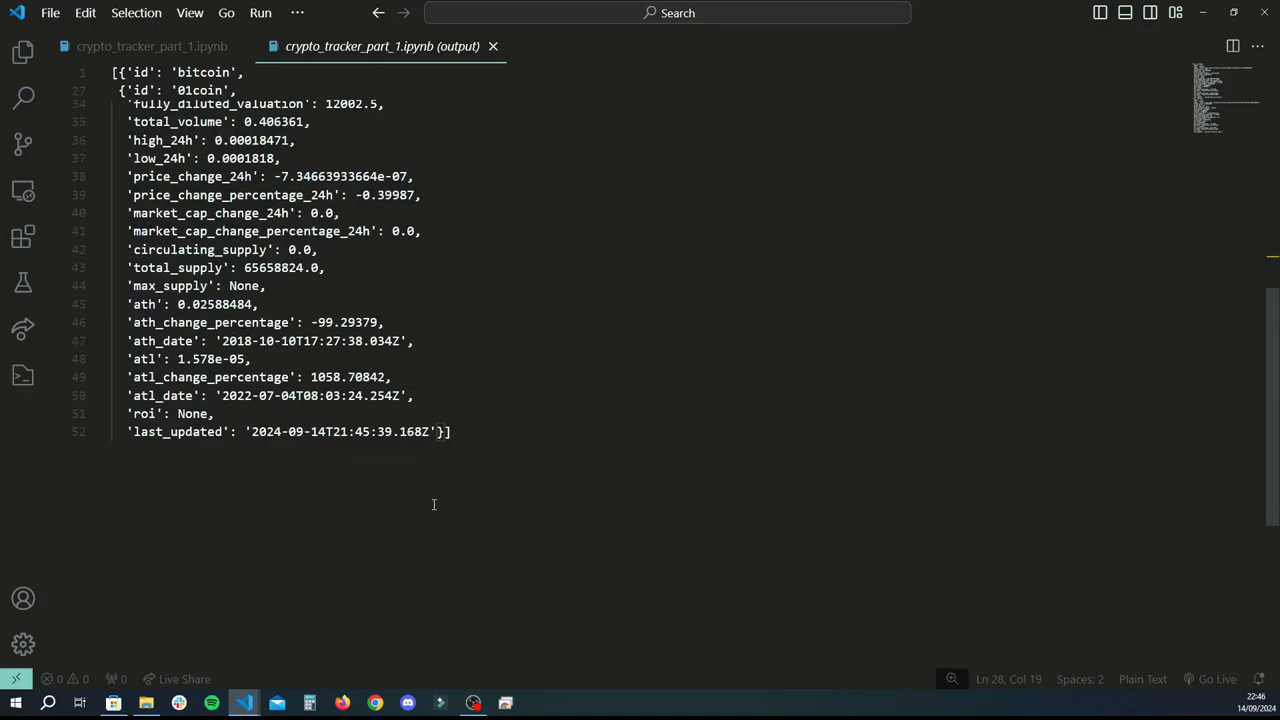 File Edit Selection View Go Run ··· Search
crypto_tracker_part_1.ipynb crypto_tracker_part_1.ipynb (output)
1 [{'id': 'bitcoin',
27 {'id': '01coin',
34 'fully_diluted_valuation': 12002.5,
35 'total_volume': 0.406361,
36 'high_24h': 0.00018471,
37 'low_24h': 0.0001818,
38 'price_change_24h': -7.34663933664e-07,
39 'price_change_percentage_24h': -0.39987,
40 'market_cap_change_24h': 0.0,
41 'market_cap_change_percentage_24h': 0.0,
42 'circulating_supply': 0.0,
43 'total_supply': 65658824.0,
44 'max_supply': None,
45 'ath': 0.02588484,
46 'ath_change_percentage': -99.29379,
47 'ath_date': '2018-10-10T17:27:38.034Z',
48 'atl': 1.578e-05,
49 'atl_change_percentage': 1058.70842,
50 'atl_date': '2022-07-04T08:03:24.254Z',
51 'roi': None,
52 'last_updated': '2024-09-14T21:45:39.168Z'}]
0 0 0 Live Share Ln 28, Col 19 Spaces: 2 Plain Text Go Live
22:46
14/09/2024